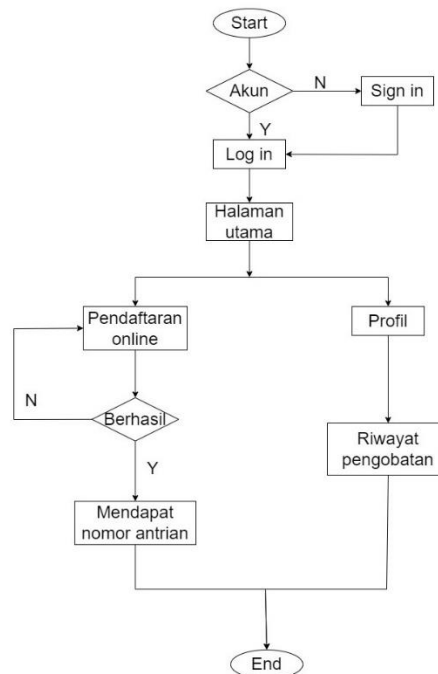 Start
Akun
N
Sign in
Y
Log in
Halaman
utama
Pendaftaran
online
Profil
N
Berhasil
Y
Riwayat
pengobatan
Mendapat
nomor antrian
End